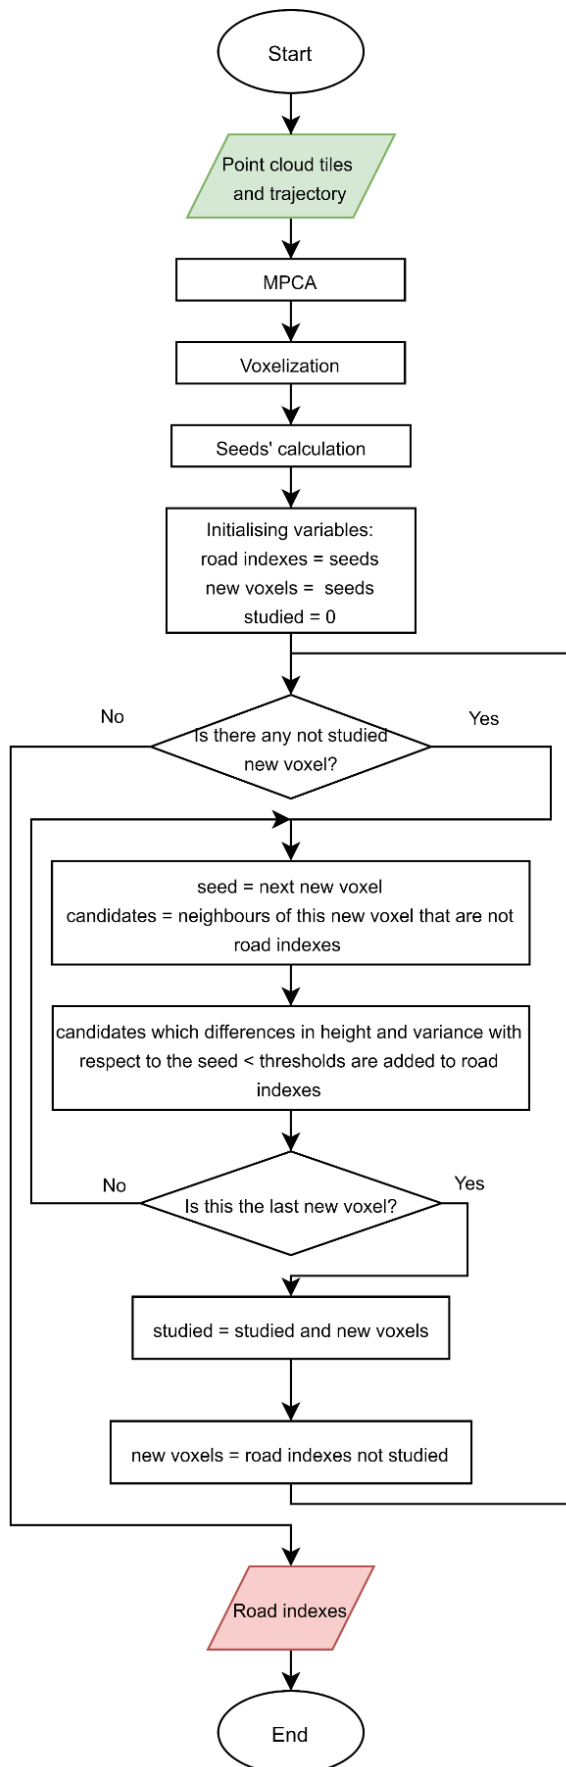 Start
Point cloud tiles
and trajectory
MPCA
Voxelization
Seeds' calculation
Initialising variables:
road indexes = seeds
new voxels = seeds
studied = 0
No
Yes
Is there any not studied
new voxel?
seed = next new voxel
candidates = neighbours of this new voxel that are not
road indexes
candidates which differences in height and variance with
respect to the seed < thresholds are added to road
indexes
No
Yes
Is this the last new voxel?
studied = studied and new voxels
new voxels = road indexes not studied
Road indexes
End